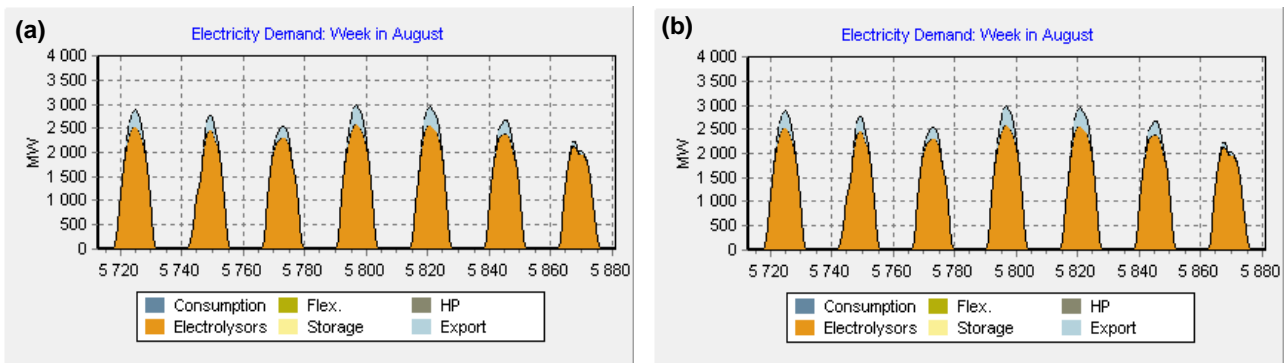 (a)
Electricity Demand: Week in August
4 000
3 500
3 000
2 500
2 000
1 500
1 000
500
0
MW
5 720 5 740 5 760 5 780 5 800 5 820 5 840 5 860 5 880
Consumption Flex. HP
Electrolysors Storage Export
(b)
Electricity Demand: Week in August
4 000
3 500
3 000
2 500
2 000
1 500
1 000
500
0
MW
5 720 5 740 5 760 5 780 5 800 5 820 5 840 5 860 5 880
Consumption Flex. HP
Electrolysors Storage Export